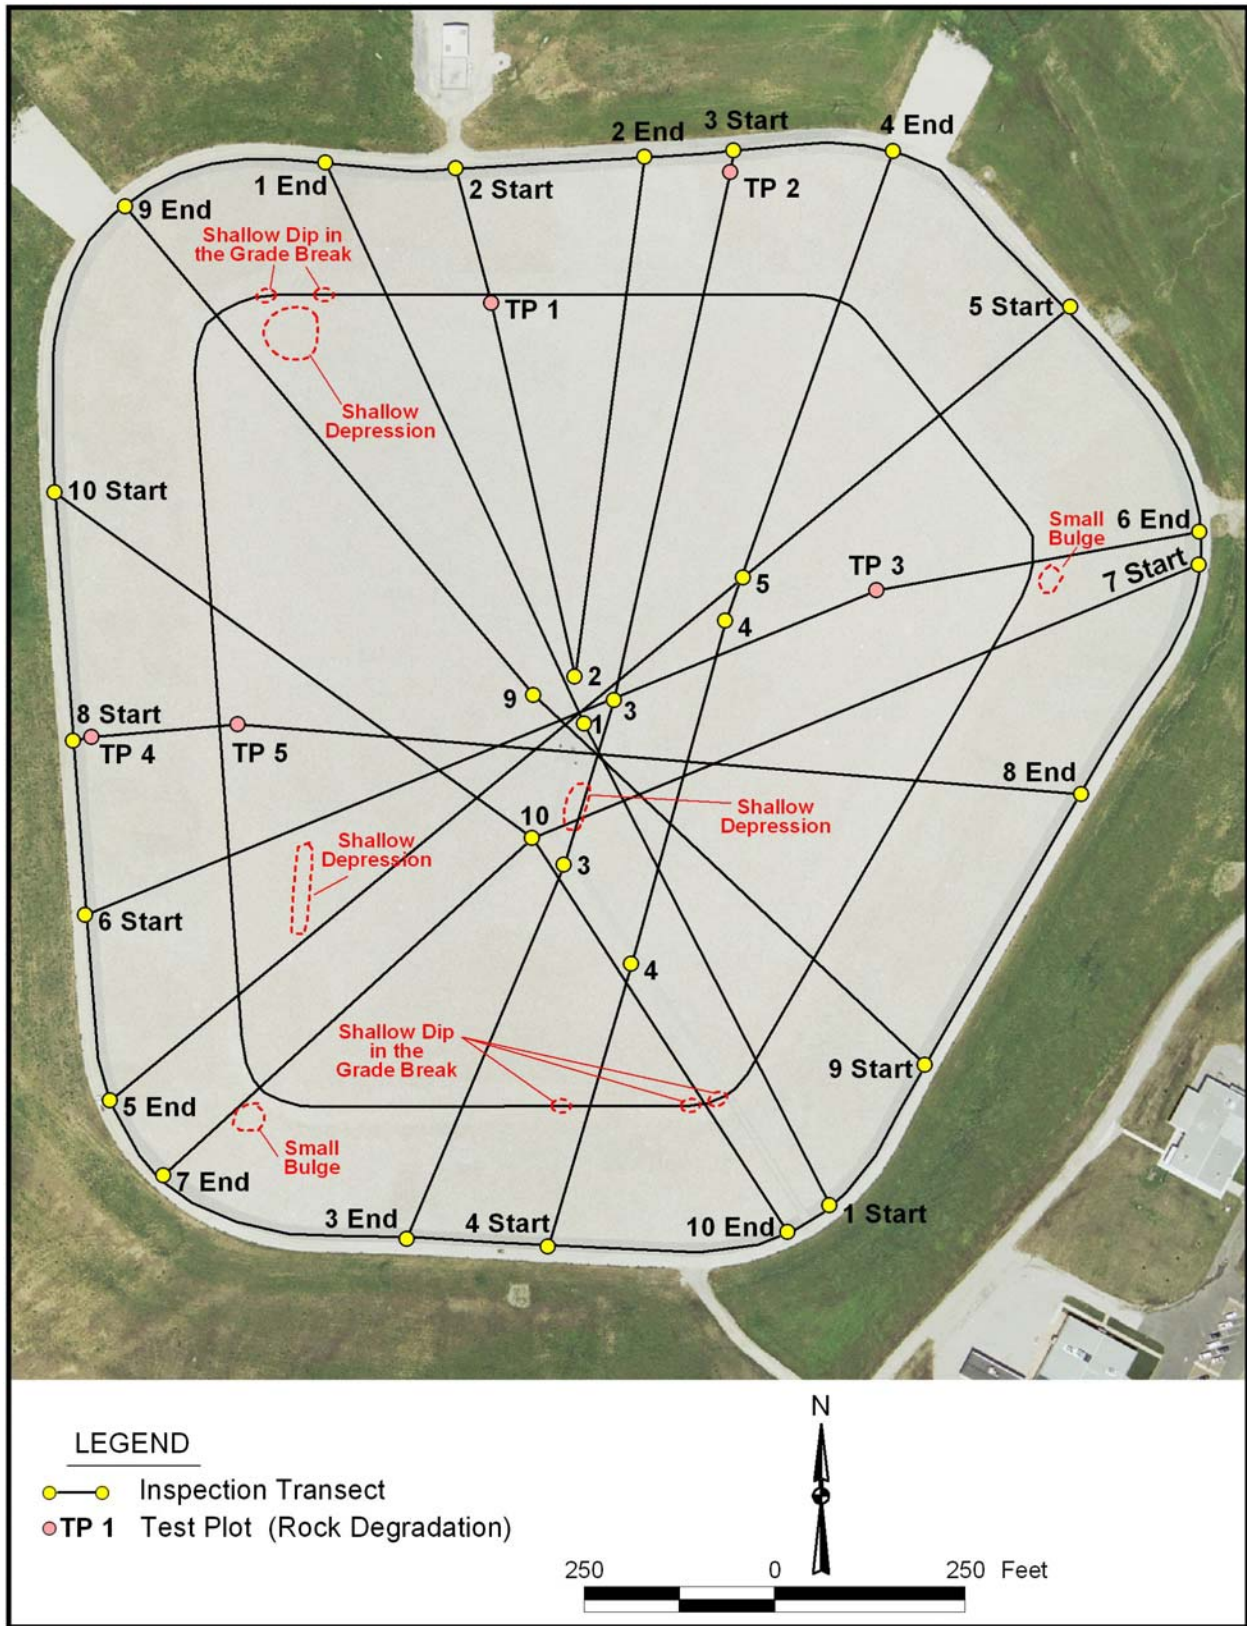 2 End
3 Start
4 End
1 End
2 Start
TP 2
9 End
Shallow Dip in
the Grade Break
TP 1
5 Start
Shallow
Depression
10 Start
Small
Bulge
6 End
7 Start
TP 3
5
4
2
9
3
1
8 Start
TP 4
TP 5
8 End
10
Shallow
Depression
Shallow
Depression
3
6 Start
4
Shallow Dip
in the
Grade Break
9 Start
5 End
Small
Bulge
7 End
3 End
4 Start
10 End
1 Start
LEGEND
Inspection Transect
TP 1 Test Plot (Rock Degradation)
N
250 0 250 Feet